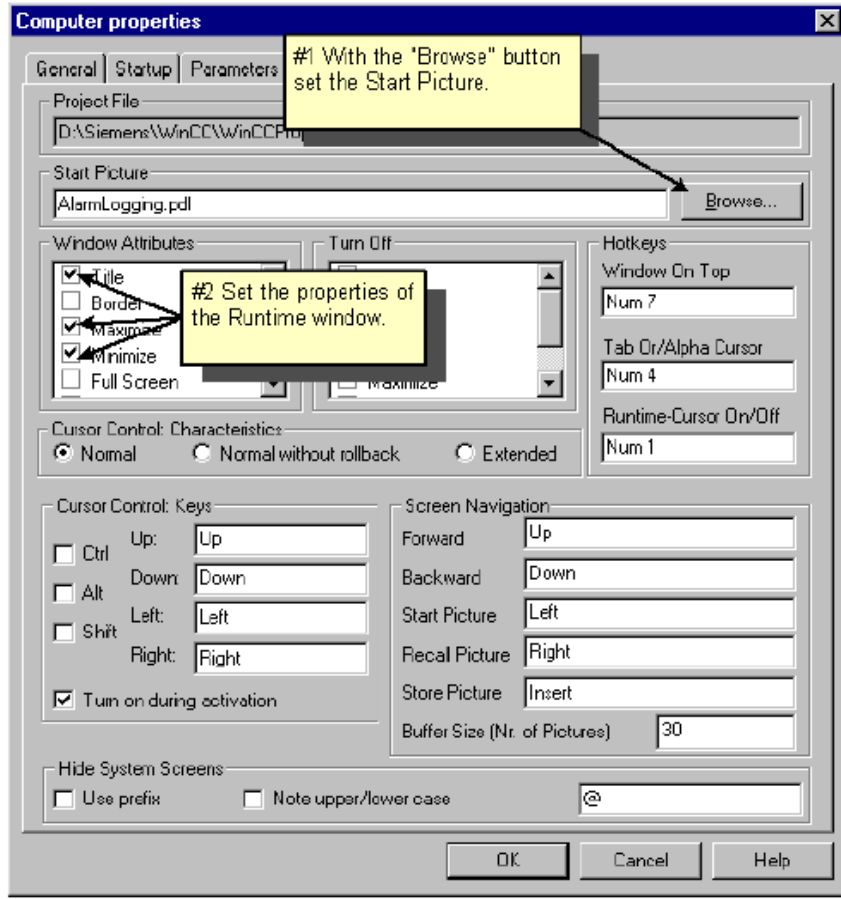 Computer properties
#1 With the "Browse" button
set the Start Picture.
General Startup Parameters
Project File
D:\Siemens\WinCC\WinCCPro
Start Picture
AlarmLogging.pdl Browse...
Window Attributes Turn Off Hotkeys
Title
Border
Maximize
Minimize
Full Screen
#2 Set the properties of
the Runtime window.
Maximize
Window On Top
Num 7
Tab Or/Alpha Cursor
Num 4
Runtime-Cursor On/Off
Num 1
Cursor Control: Characteristics
Normal Normal without rollback Extended
Cursor Control: Keys
Ctrl
Alt
Shift
Up: Up
Down: Down
Left: Left
Right: Right
Turn on during activation
Screen Navigation
Forward Up
Backward Down
Start Picture Left
Recall Picture Right
Store Picture Insert
Buffer Size (Nr. of Pictures) 30
Hide System Screens
Use prefix Note upper/lower case @
OK Cancel Help